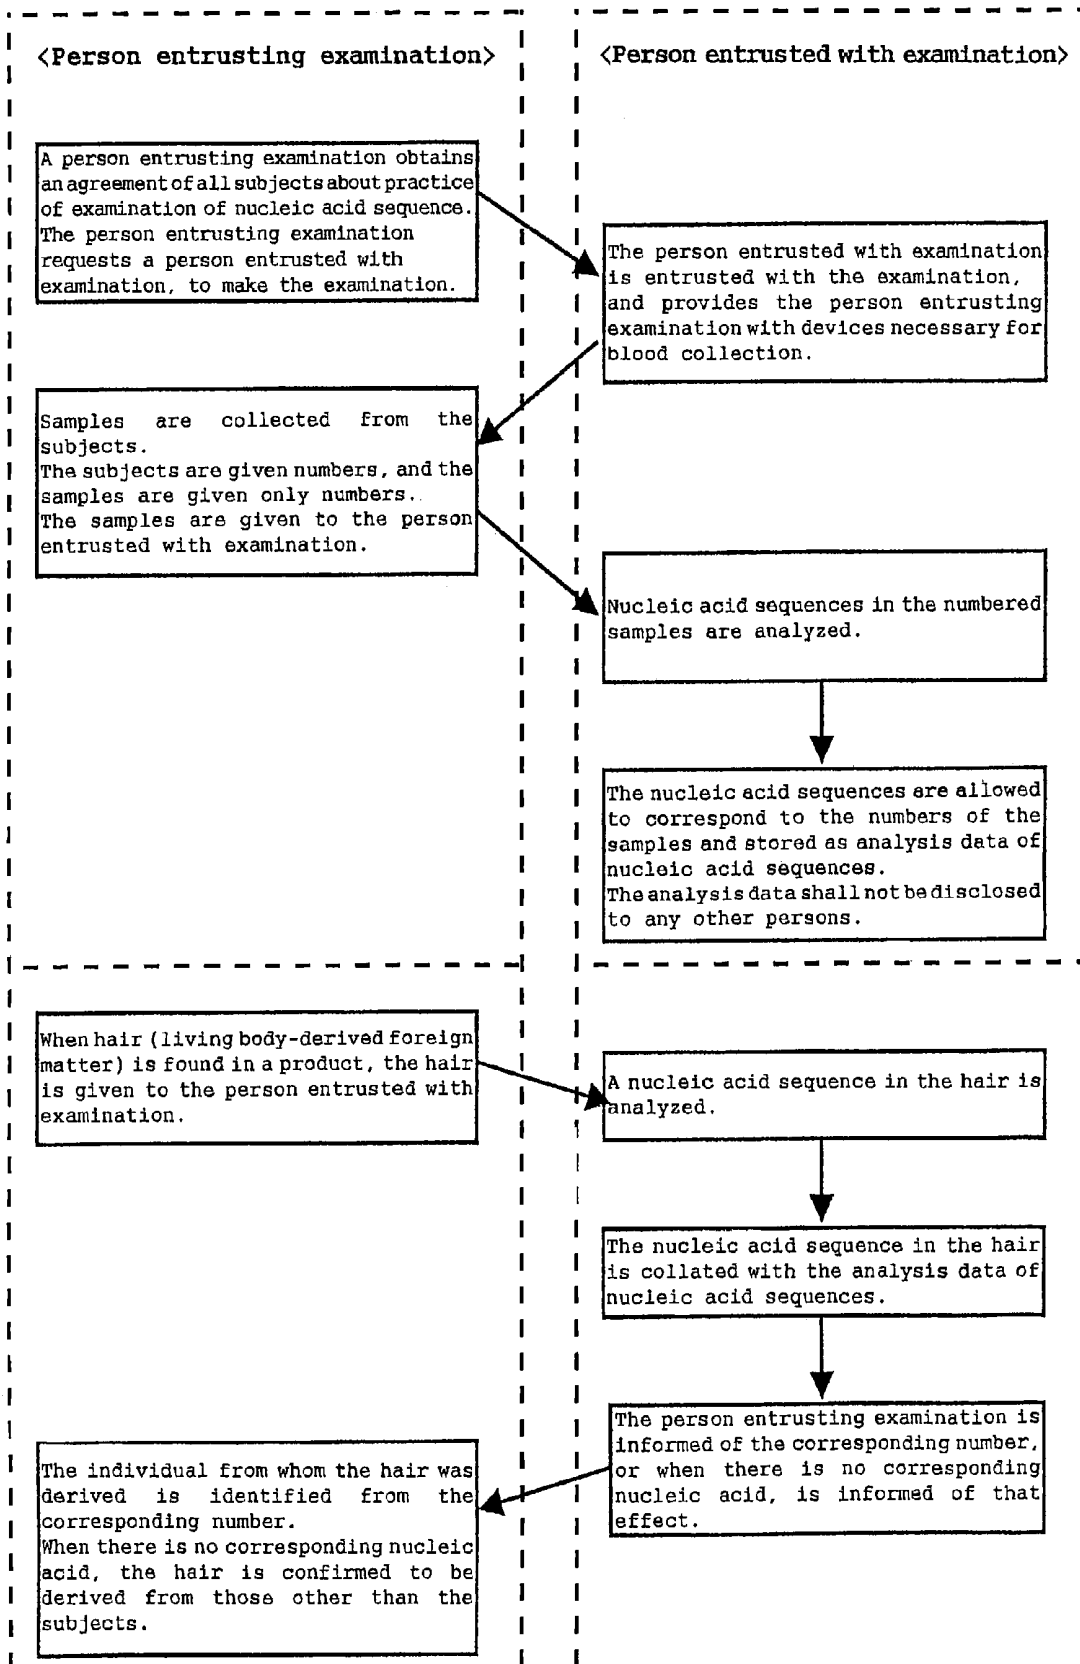 <Person entrusting examination>
<Person entrusted with examination>
A person entrusting examination obtains
an agreement of all subjects about practice
of examination of nucleic acid sequence.
The person entrusting examination
requests a person entrusted with
examination, to make the examination.
The person entrusted with examination
is entrusted with the examination,
and provides the person entrusting
examination with devices necessary for
blood collection.
Samples are collected from the
subjects.
The subjects are given numbers, and the
samples are given only numbers.
The samples are given to the person
entrusted with examination.
Nucleic acid sequences in the numbered
samples are analyzed.
The nucleic acid sequences are allowed
to correspond to the numbers of the
samples and stored as analysis data of
nucleic acid sequences.
The analysis data shall not be disclosed
to any other persons.
When hair (living body-derived foreign
matter) is found in a product, the hair
is given to the person entrusted with
examination.
A nucleic acid sequence in the hair is
analyzed.
The nucleic acid sequence in the hair
is collated with the analysis data of
nucleic acid sequences.
The person entrusting examination is
informed of the corresponding number,
or when there is no corresponding
nucleic acid, is informed of that
effect.
The individual from whom the hair was
derived is identified from the
corresponding number.
When there is no corresponding nucleic
acid, the hair is confirmed to be
derived from those other than the
subjects.